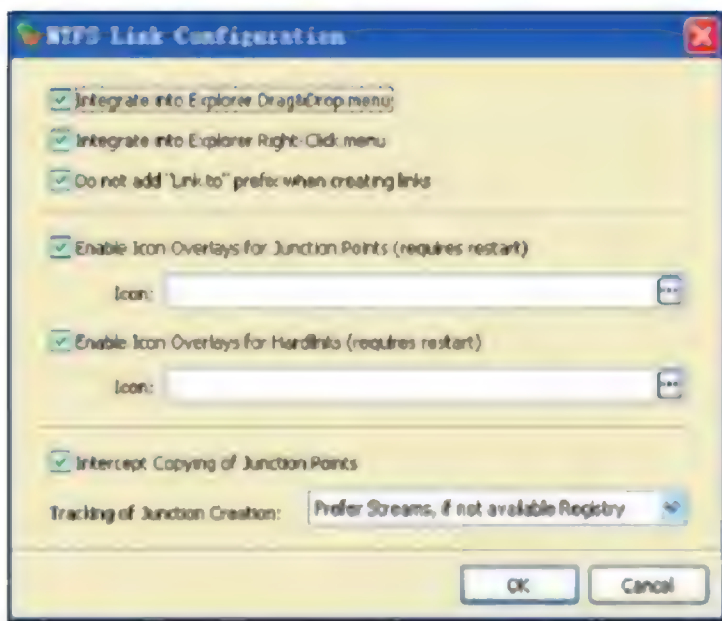 NTFS Link Configuration
Integrate into Explorer Drag&Drop menu
Integrate into Explorer Right-Click menu
Do not add "Link to" prefix when creating links
Enable Icon Overlays for Junction Points (requires restart)
Icon:
Enable Icon Overlays for Hardlinks (requires restart)
Icon:
Intercept Copying of Junction Points
Tracking of Junction Creation: Prefer Streams, if not available Registry
OK Cancel